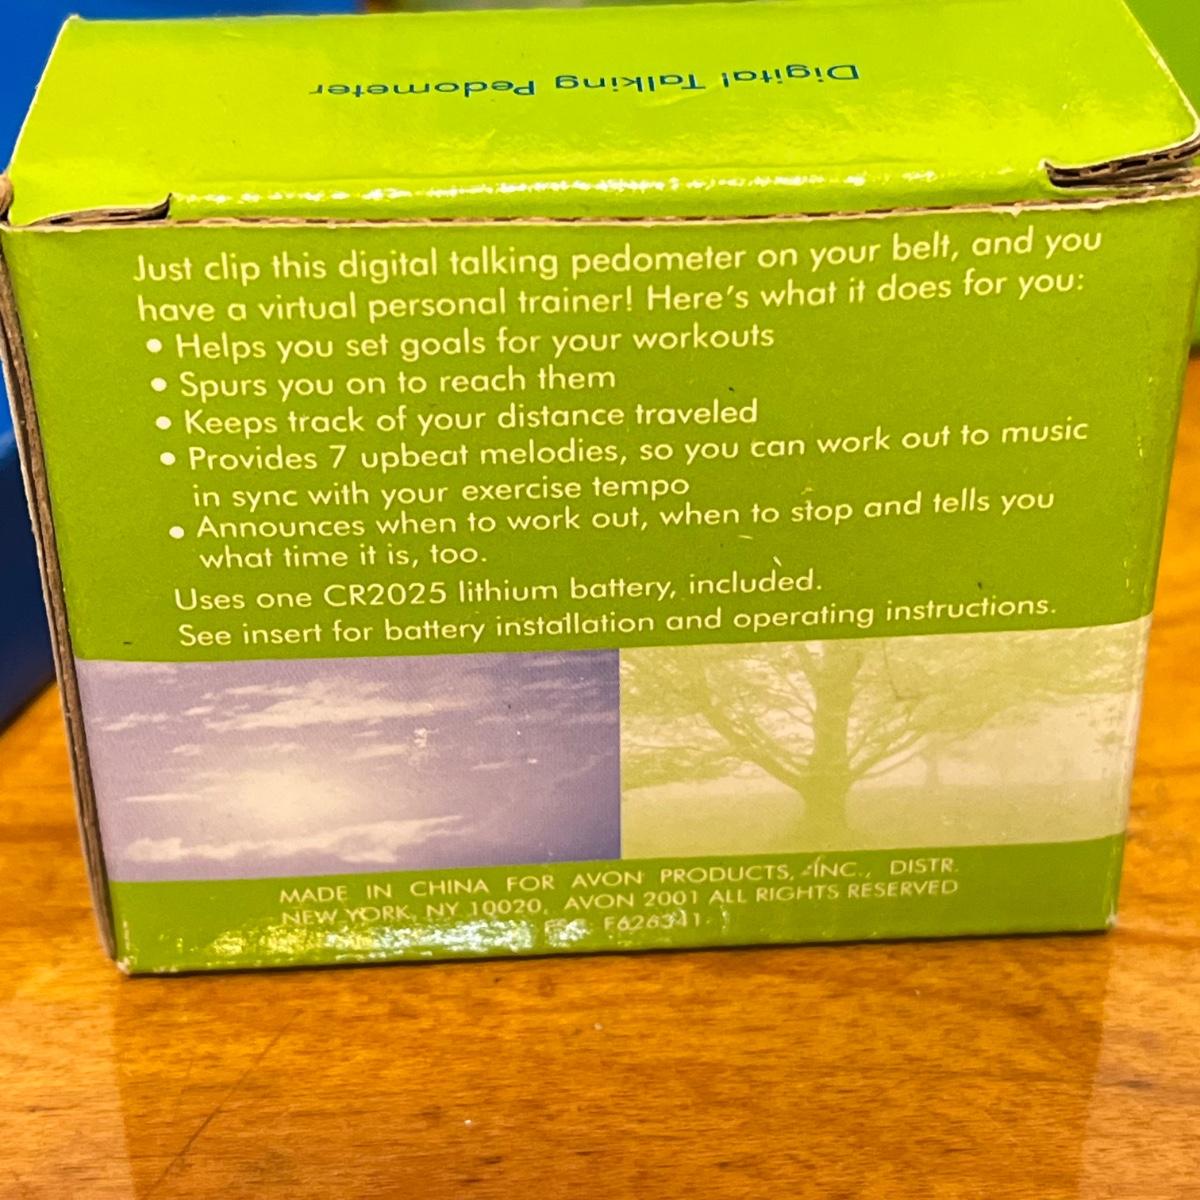 Digital Talking Pedometer
Just clip this digital talking pedometer on your belt, and you
have a virtual personal trainer! Here's what it does for you:
• Helps you set goals for your workouts
• Spurs you on to reach them
• Keeps track of your distance traveled
• Provides 7 upbeat melodies, so you can work out to music
in sync with your exercise tempo
• Announces when to work out, when to stop and tells you
what time it is, too.
Uses one CR2025 lithium battery, included.
See insert for battery installation and operating instructions.
MADE IN CHINA FOR AVON PRODUCTS, INC., DISTR.
NEW YORK, NY 10020, AVON 2001 ALL RIGHTS RESERVED